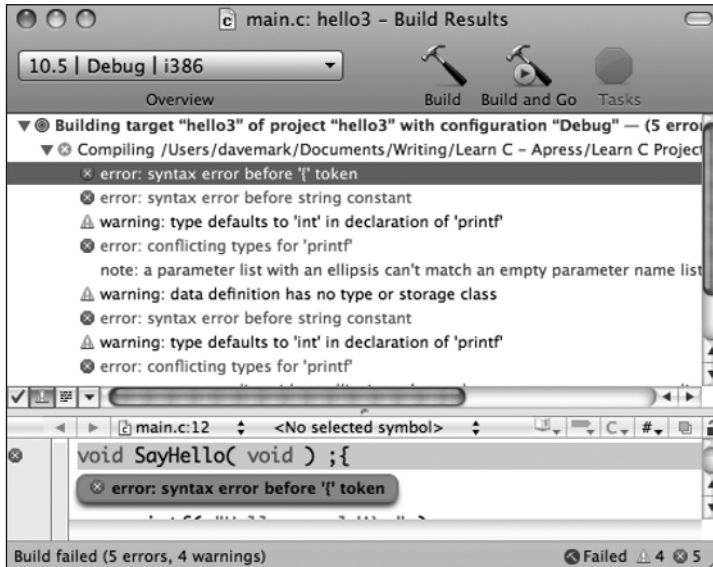 main.c: hello3 – Build Results
10.5 | Debug | i386
Overview
Build
Build and Go
Tasks
Building target “hello3” of project “hello3” with configuration “Debug” — (5 error
Compiling /Users/davemark/Documents/Writing/Learn C – Apress/Learn C Project
error: syntax error before '{' token
error: syntax error before string constant
warning: type defaults to 'int' in declaration of 'printf'
error: conflicting types for 'printf'
note: a parameter list with an ellipsis can't match an empty parameter name list
warning: data definition has no type or storage class
error: syntax error before string constant
warning: type defaults to 'int' in declaration of 'printf'
error: conflicting types for 'printf'
main.c:12
<No selected symbol>
C
#
void SayHello( void ) ;{
error: syntax error before '{' token
Build failed (5 errors, 4 warnings)
Failed 4 5